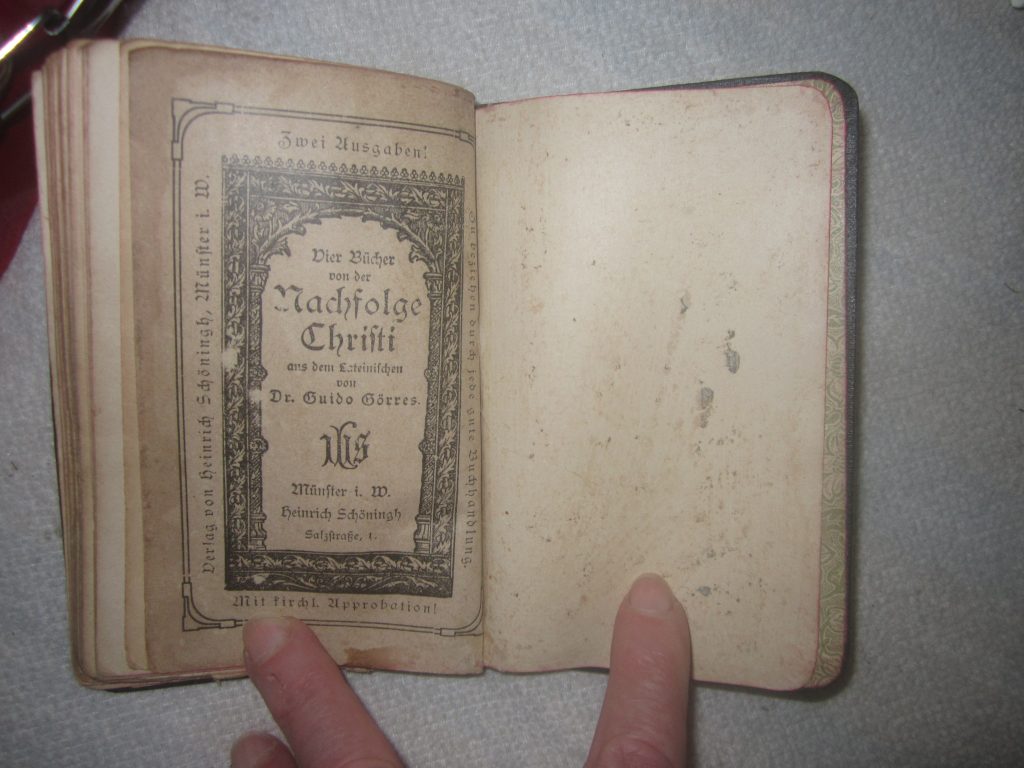 Zwei Ausgaben!
Verlag von Heinrich Schöningh, Münster i. W.
Vier Bücher
von der
Nachfolge
Christi
aus dem Lateinischen
von
Dr. Guido Görres.
IHS
Münster i. W.
Heinrich Schöningh
Salzstraße, 1.
Zu beziehen durch jede gute Buchhandlung.
Mit kirchl. Approbation!